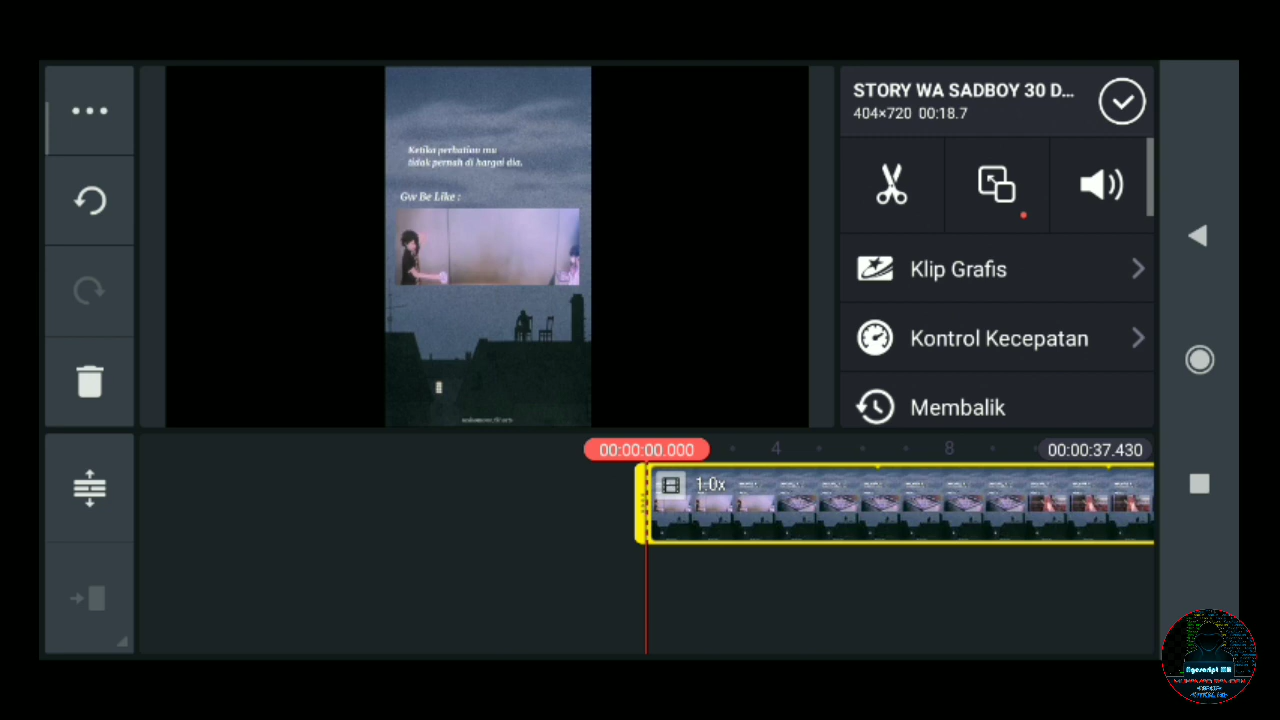 STORY WA SADBOY 30 D...
404×720 00:18.7
Ketika perhatian mu
tidak pernah di hargai dia.
Gw Be Like :
Klip Grafis
Kontrol Kecepatan
Membalik
00:00:00.000
4
8
00:00:37.430
1.0x